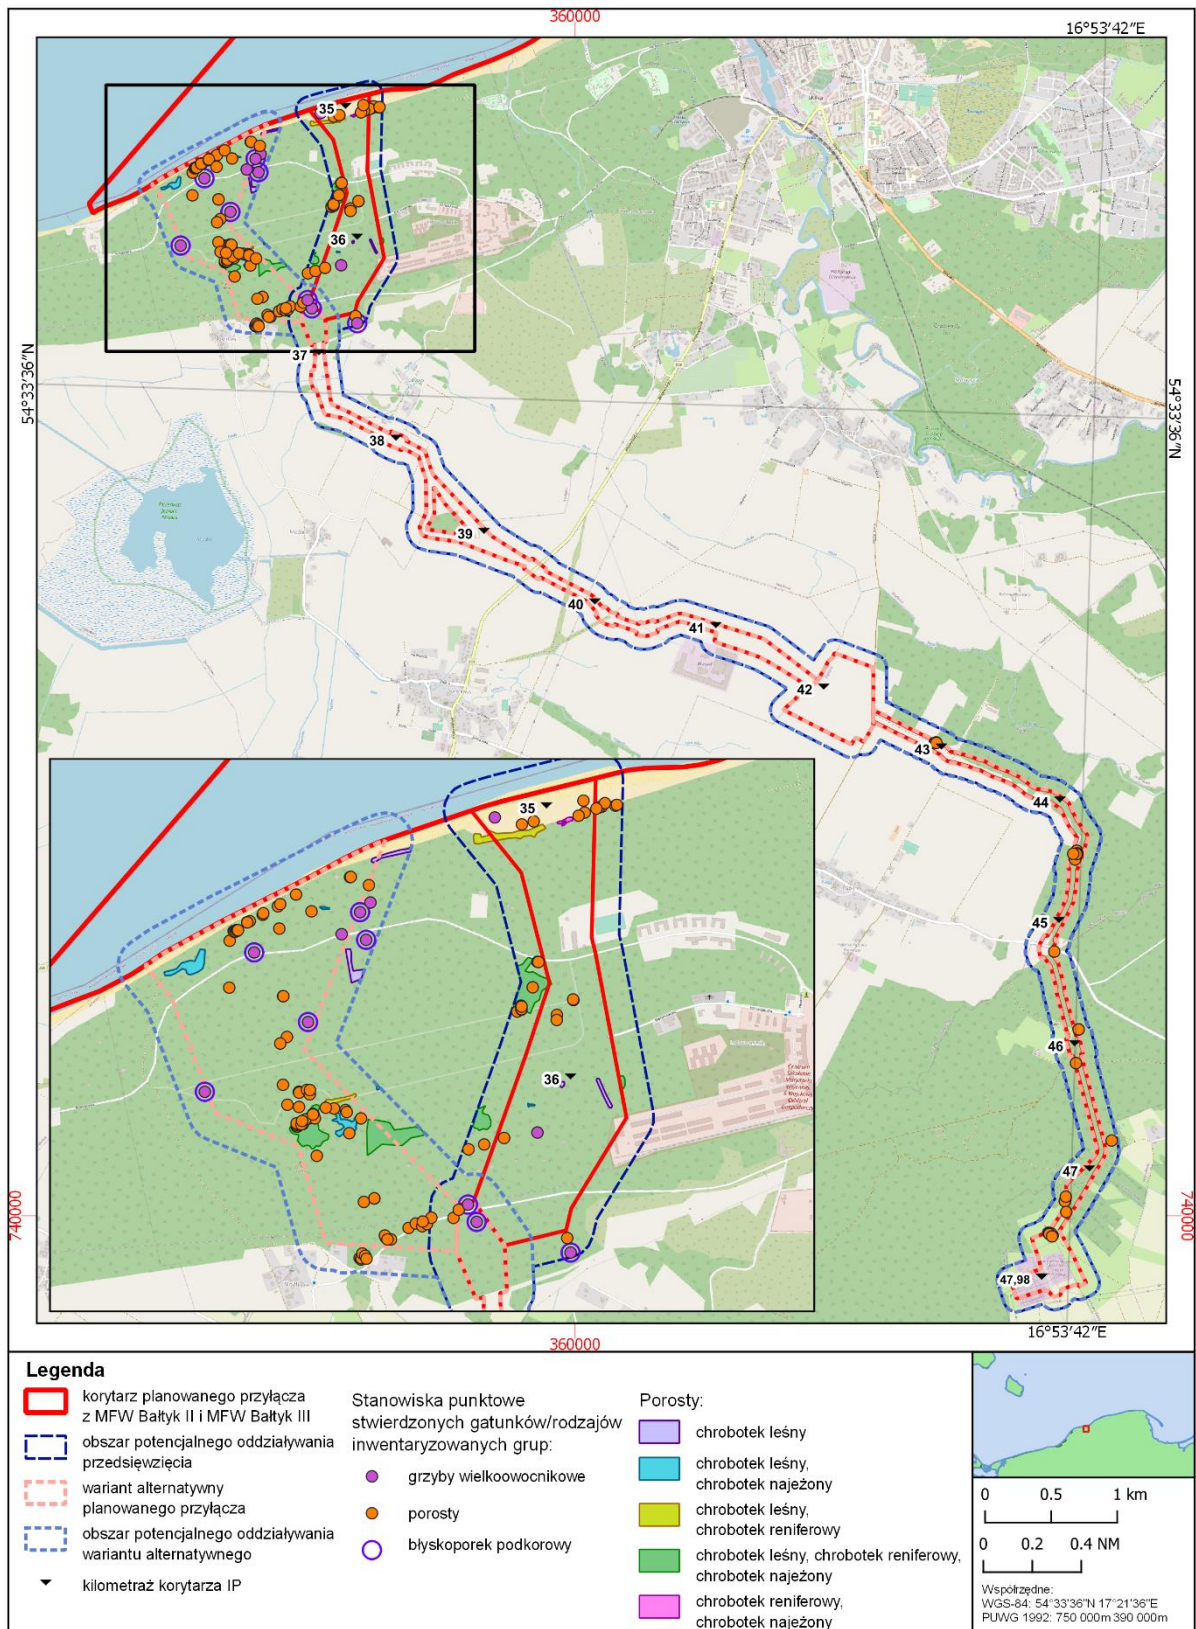 360000
16°53'42"E
35
36
37
54°33'36"N
54°33'36"N
38
39
40
41
42
43
44
45
46
47
47,98
35
36
740000
740000
360000
16°53'42"E
Legenda
korytarz planowanego przyłącza
z MFW Bałtyk II i MFW Bałtyk III
obszar potencjalnego oddziaływania
przedsięwzięcia
wariant alternatywny
planowanego przyłącza
obszar potencjalnego oddziaływania
wariantu alternatywnego
kilometraż korytarza IP
Stanowiska punktowe
stwierdzonych gatunków/rodzajów
inwentaryzowanych grup:
grzyby wielkoowocnikowe
porosty
błyskoporek podkorowy
Porosty:
chrobotek leśny
chrobotek leśny,
chrobotek najeżony
chrobotek leśny,
chrobotek reniferowy
chrobotek leśny, chrobotek reniferowy,
chrobotek najeżony
chrobotek reniferowy,
chrobotek najeżony
0 0.5 1 km
0 0.2 0.4 NM
Współrzędne:
WGS-84: 54°33'36"N 17°21'36"E
PUWG 1992: 750 000m 390 000m